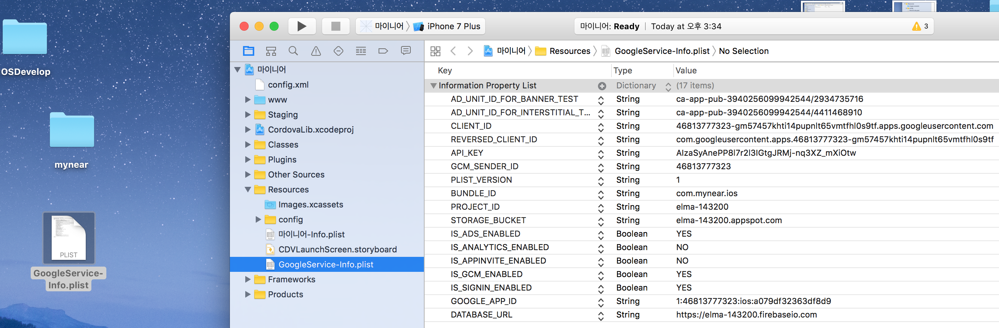 IOSDevelop
mynear
PLIST
GoogleService-
Info.plist
마이니어 iPhone 7 Plus
마이니어: Ready Today at 오후 3:34 3
마이니어 Resources GoogleService-Info.plist No Selection
마이니어
config.xml
www
Staging
CordovaLib.xcodeproj
Classes
Plugins
Other Sources
Resources
Images.xcassets
config
마이니어-Info.plist
CDVLaunchScreen.storyboard
GoogleService-Info.plist
Frameworks
Products
Key Type Value
Information Property List Dictionary (17 items)
AD_UNIT_ID_FOR_BANNER_TEST String ca-app-pub-3940256099942544/2934735716
AD_UNIT_ID_FOR_INTERSTITIAL_T... String ca-app-pub-3940256099942544/4411468910
CLIENT_ID String 46813777323-gm57457khti14pupnlt65vmtfhl0s9tf.apps.googleusercontent.com
REVERSED_CLIENT_ID String com.googleusercontent.apps.46813777323-gm57457khti14pupnlt65vmtfhl0s9tf
API_KEY String AIzaSyAnePP8l7r2l3IGtgJRMj-nq3XZ_mXiOtw
GCM_SENDER_ID String 46813777323
PLIST_VERSION String 1
BUNDLE_ID String com.mynear.ios
PROJECT_ID String elma-143200
STORAGE_BUCKET String elma-143200.appspot.com
IS_ADS_ENABLED Boolean YES
IS_ANALYTICS_ENABLED Boolean NO
IS_APPINVITE_ENABLED Boolean NO
IS_GCM_ENABLED Boolean YES
IS_SIGNIN_ENABLED Boolean YES
GOOGLE_APP_ID String 1:46813777323:ios:a079df32363df8d9
DATABASE_URL String https://elma-143200.firebaseio.com